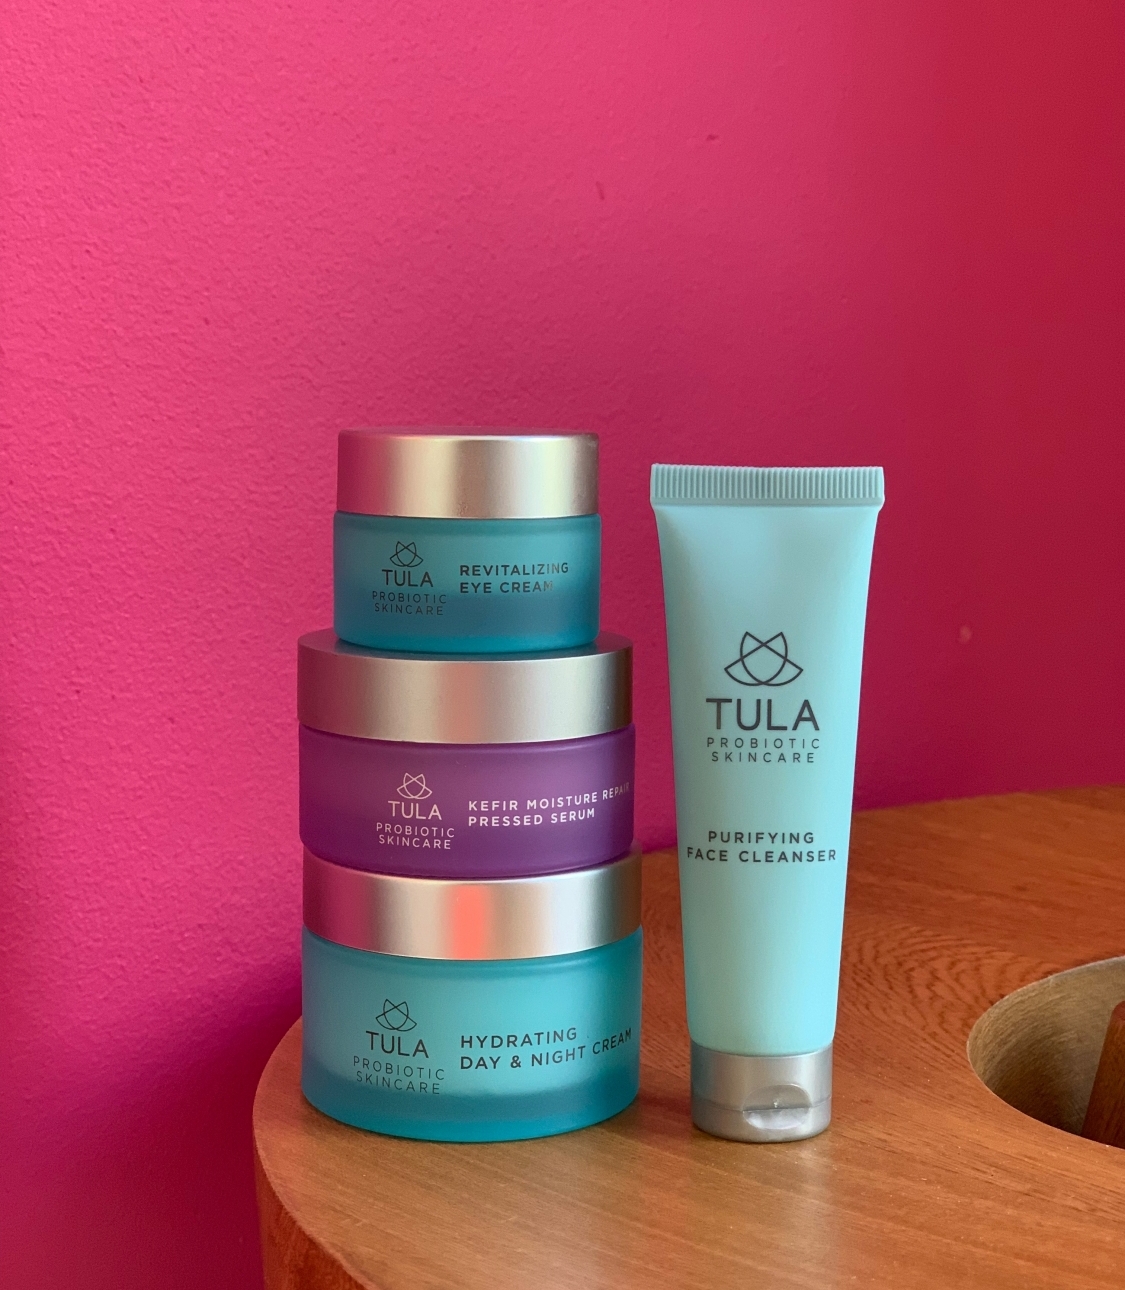 TULA
PROBIOTIC
SKINCARE
REVITALIZING
EYE CREAM
TULA
PROBIOTIC
SKINCARE
KEFIR MOISTURE REPAIR
PRESSED SERUM
TULA
PROBIOTIC
SKINCARE
HYDRATING
DAY & NIGHT CREAM
TULA
PROBIOTIC
SKINCARE
PURIFYING
FACE CLEANSER